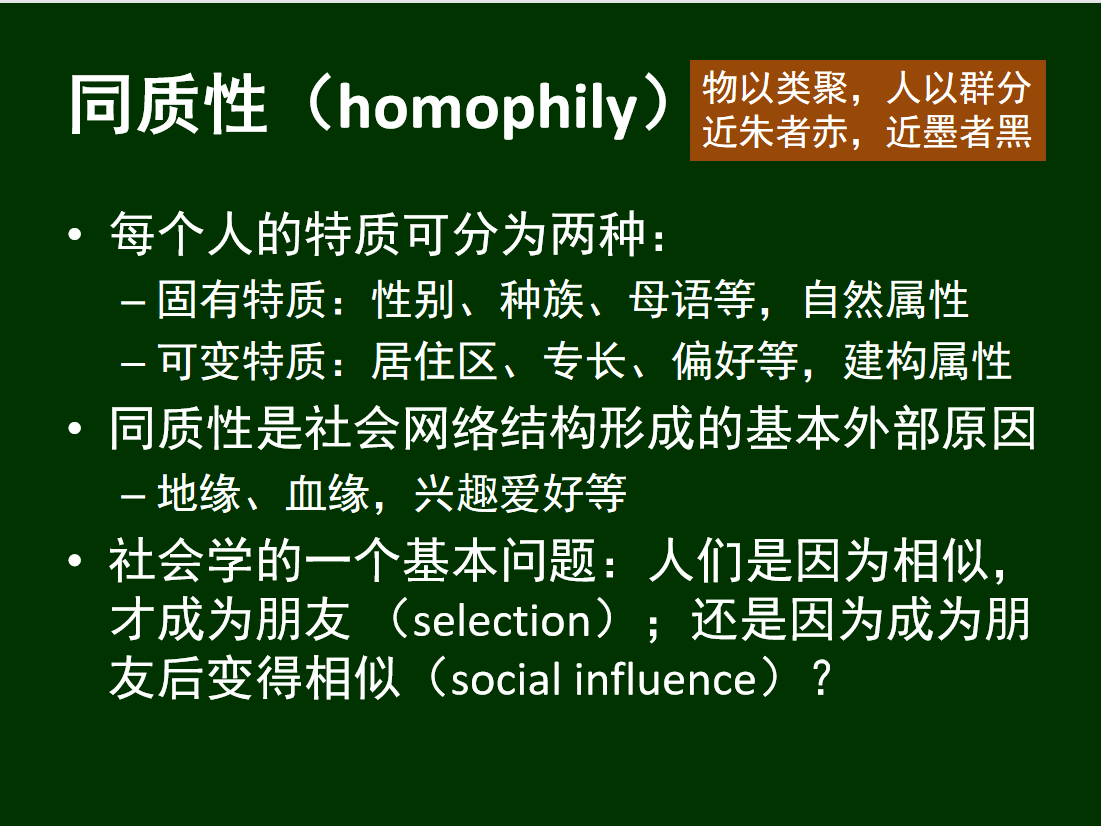 同质性（homophily）
物以类聚，人以群分
近朱者赤，近墨者黑
• 每个人的特质可分为两种：
– 固有特质：性别、种族、母语等，自然属性
– 可变特质：居住区、专长、偏好等，建构属性
• 同质性是社会网络结构形成的基本外部原因
– 地缘、血缘，兴趣爱好等
• 社会学的一个基本问题：人们是因为相似，
才成为朋友 （selection）；还是因为成为朋
友后变得相似（social influence）？